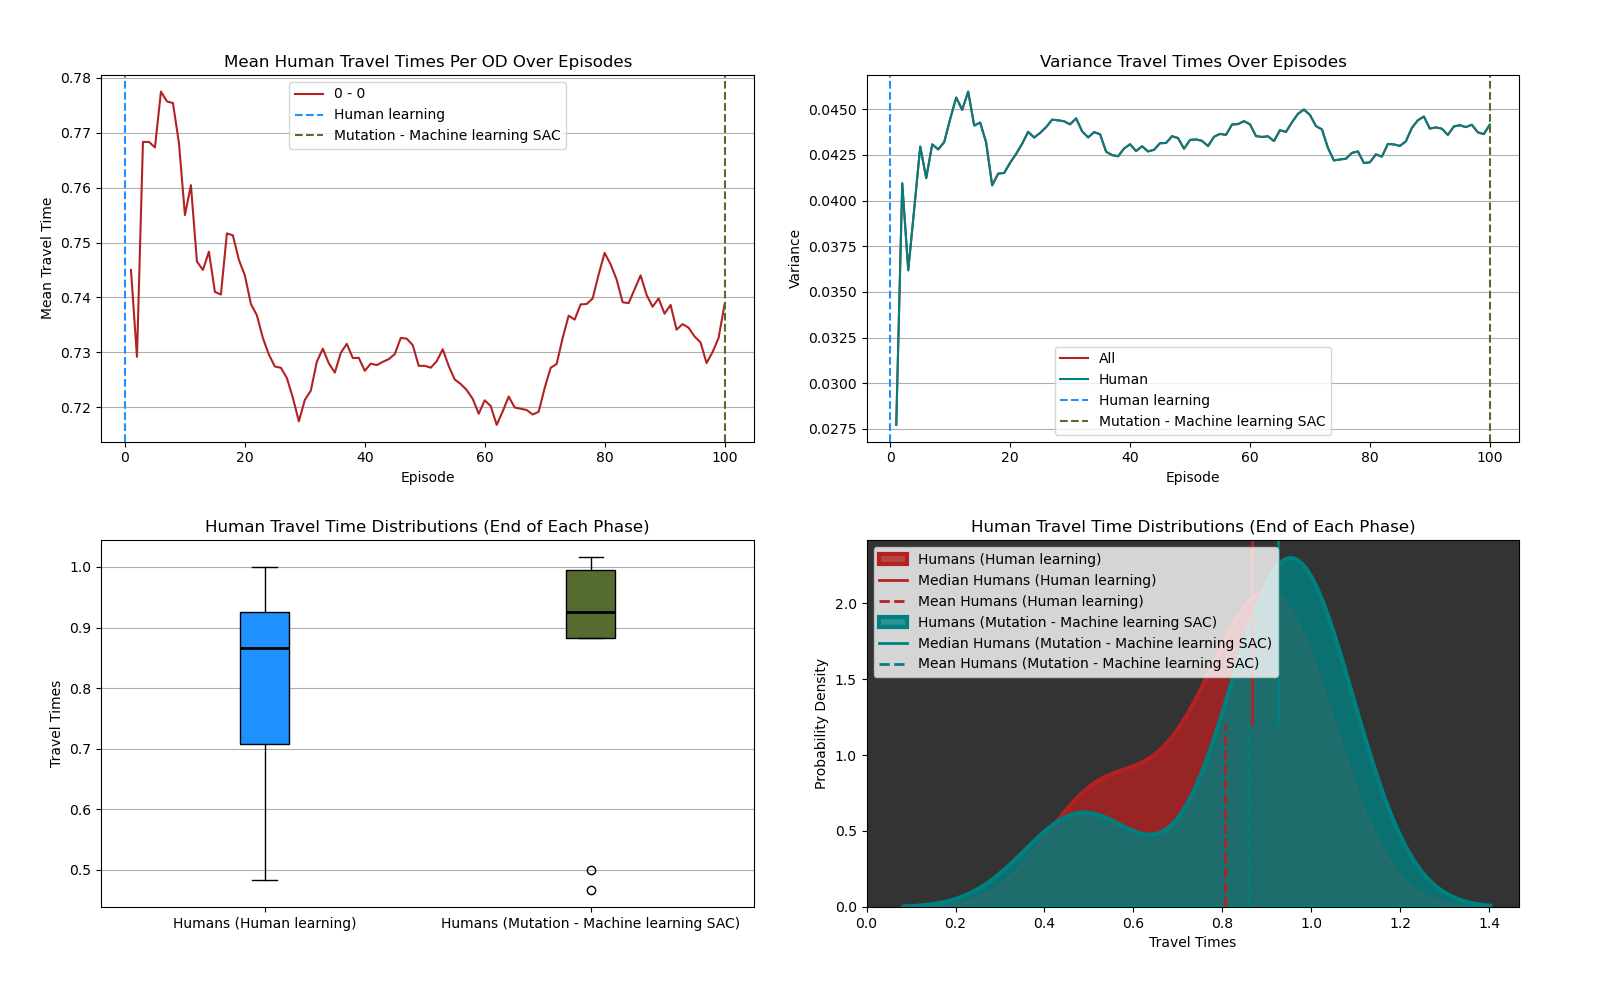 Mean Human Travel Times Per OD Over Episodes
0.78
0.77
0.76
0.75
0.74
0.73
0.72
Mean Travel Time
0 - 0
Human learning
Mutation - Machine learning SAC
0
20
40
60
80
100
Episode
Variance Travel Times Over Episodes
0.0450
0.0425
0.0400
0.0375
0.0350
0.0325
0.0300
0.0275
Variance
All
Human
Human learning
Mutation - Machine learning SAC
0
20
40
60
80
100
Episode
Human Travel Time Distributions (End of Each Phase)
1.0
0.9
0.8
0.7
0.6
0.5
Travel Times
Humans (Human learning)
Humans (Mutation - Machine learning SAC)
Human Travel Time Distributions (End of Each Phase)
Humans (Human learning)
Median Humans (Human learning)
Mean Humans (Human learning)
Humans (Mutation - Machine learning SAC)
Median Humans (Mutation - Machine learning SAC)
Mean Humans (Mutation - Machine learning SAC)
2.0
1.5
1.0
0.5
0.0
Probability Density
0.0
0.2
0.4
0.6
0.8
1.0
1.2
1.4
Travel Times